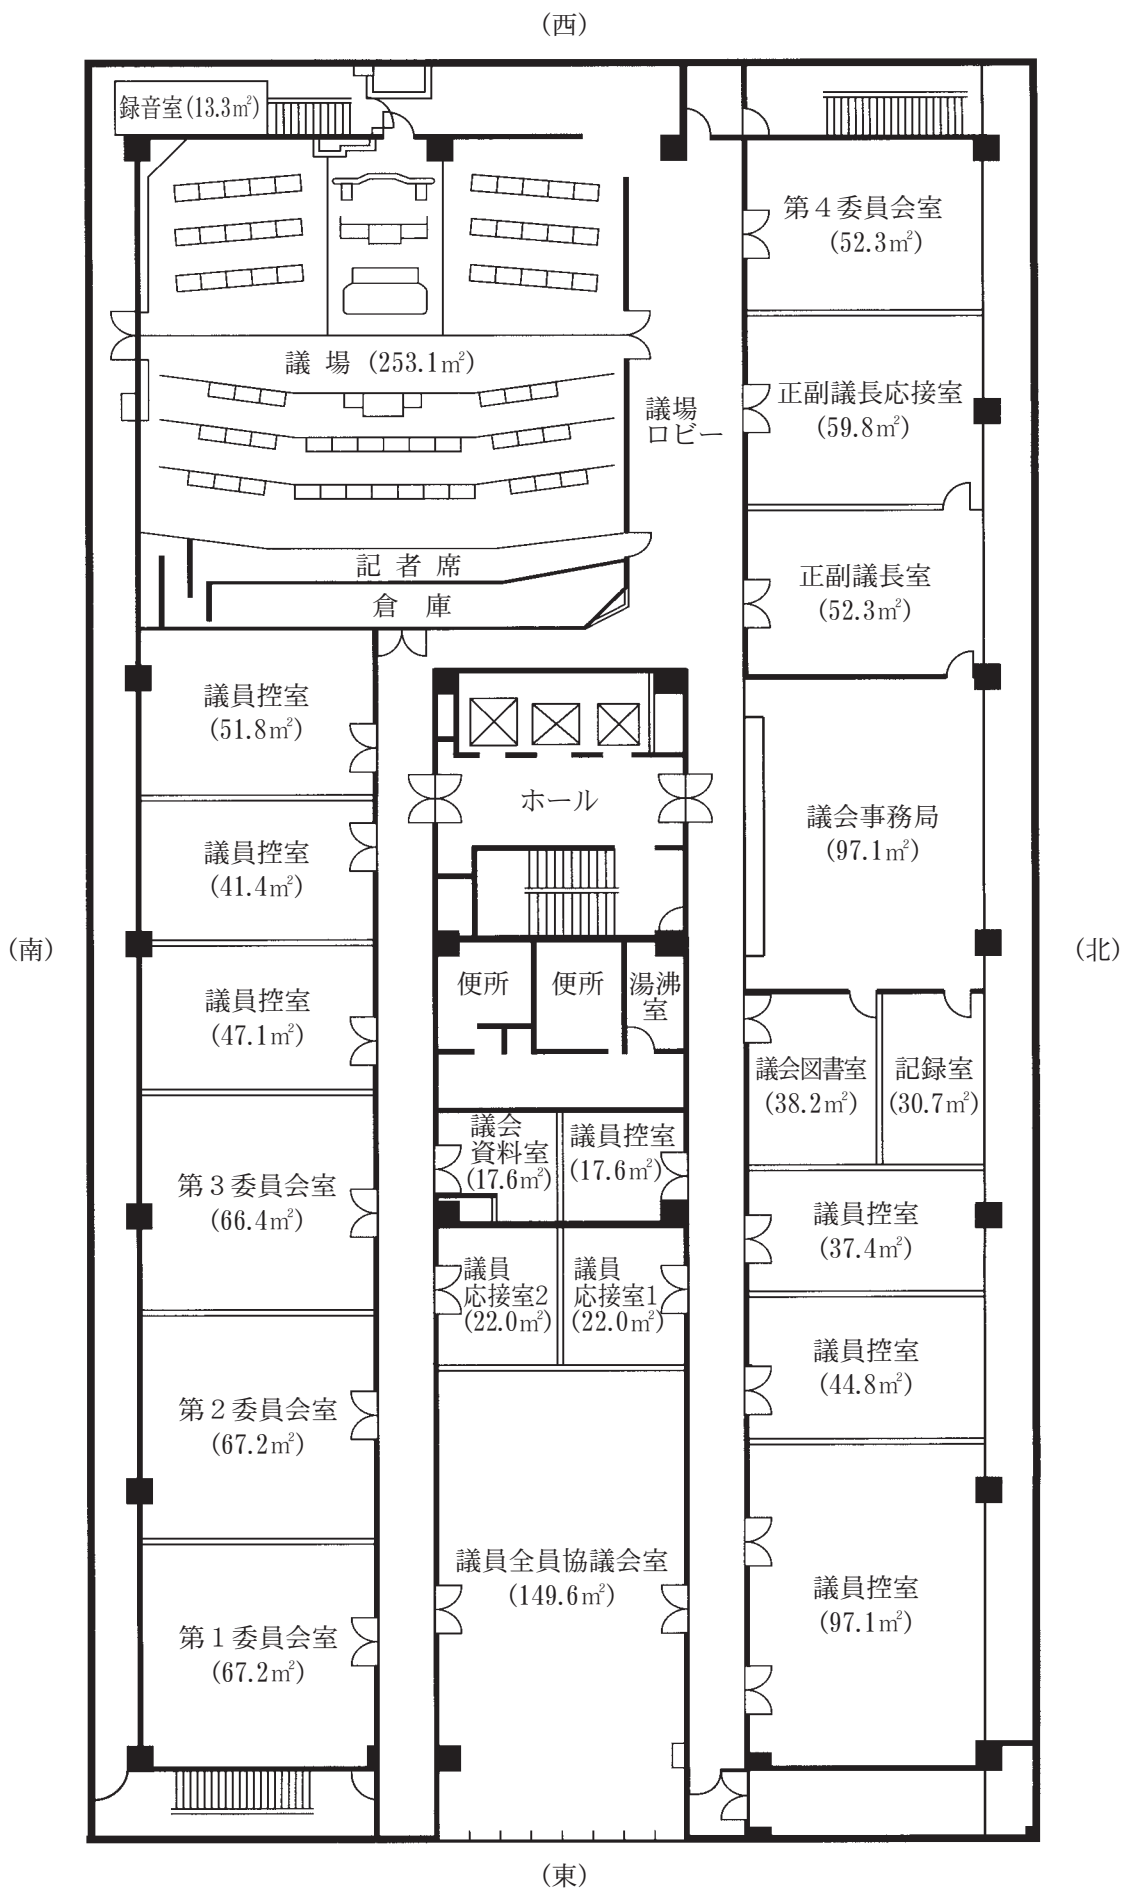 (西)
録音室(13.3㎡)
第4委員会室
(52.3㎡)
議 場 (253.1㎡)
議場
ロビー
正副議長応接室
(59.8㎡)
記 者 席
倉 庫
正副議長室
(52.3㎡)
議員控室
(51.8㎡)
ホール
議会事務局
(97.1㎡)
議員控室
(41.4㎡)
(南)
(北)
議員控室
(47.1㎡)
便所
便所
湯沸
室
議会図書室
(38.2㎡)
記録室
(30.7㎡)
議会
資料室
(17.6㎡)
議員控室
(17.6㎡)
第3委員会室
(66.4㎡)
議員控室
(37.4㎡)
議員
応接室2
(22.0㎡)
議員
応接室1
(22.0㎡)
議員控室
(44.8㎡)
第2委員会室
(67.2㎡)
議員全員協議会室
(149.6㎡)
議員控室
(97.1㎡)
第1委員会室
(67.2㎡)
(東)